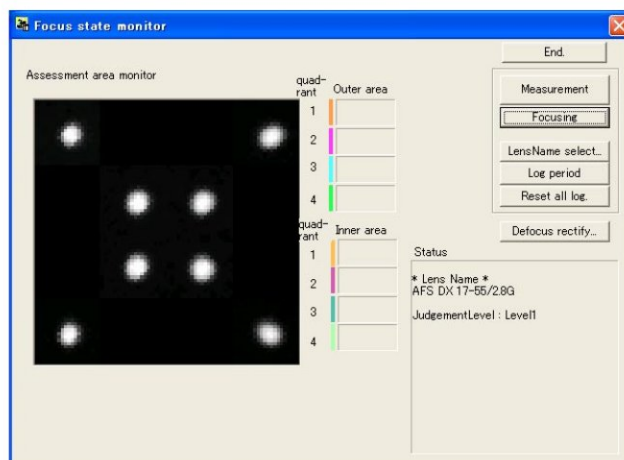 Focus state monitor
End.
Assessment area monitor
quad-
rant
Outer area
1
2
3
4
quad-
rant
Inner area
1
2
3
4
Measurement
Focusing
LensName select...
Log period
Reset all log.
Defocus rectify...
Status
* Lens Name *
AFS DX 17-55/2.8G
JudgementLevel : Level1